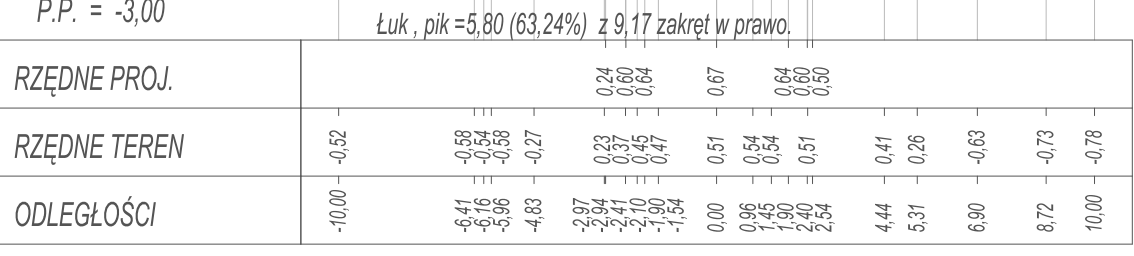 P.P. = -3,00
Łuk , pik =5,80 (63,24%) z 9,17 zakręt w prawo.
RZĘDNE PROJ. 0,24 0,60 0,64 0,67 0,64 0,60 0,50
RZĘDNE TEREN -0,52 -0,58 -0,54 -0,58 -0,27 0,23 0,37 0,45 0,47 0,51 0,54 0,54 0,51 0,41 0,26 -0,63 -0,73 -0,78
ODLEGŁOŚCI -10,00 -6,41 -6,16 -5,96 -4,83 -2,97 -2,94 -2,41 -2,10 -1,90 -1,54 0,00 0,96 1,45 1,90 2,40 2,54 4,44 5,31 6,90 8,72 10,00